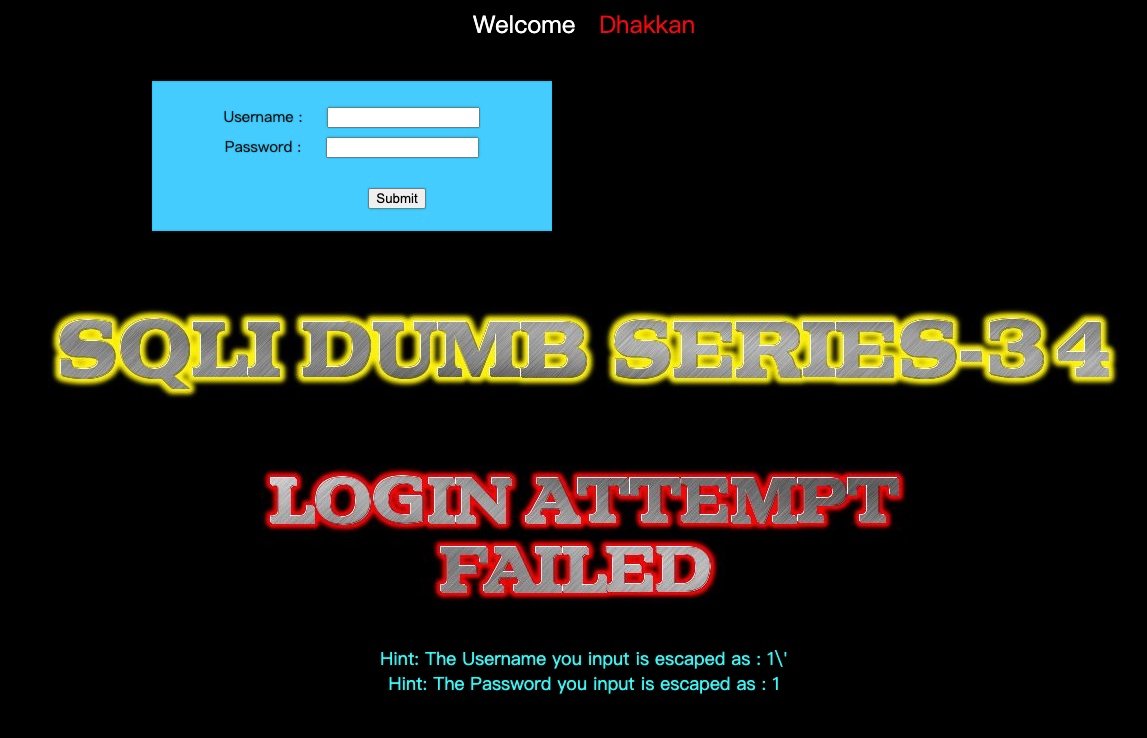 Welcome Dhakkan
Username :
Password :
Submit
SQLI DUMB SERIES-34
LOGIN ATTEMPT
FAILED
Hint: The Username you input is escaped as : 1\'
Hint: The Password you input is escaped as : 1